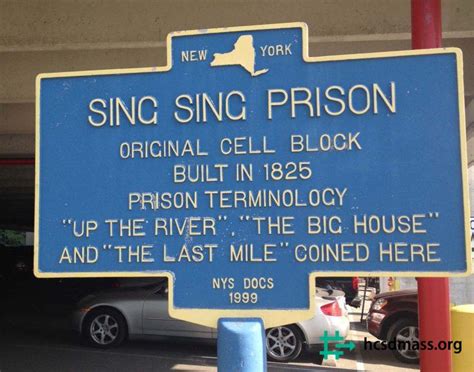 NEW YORK
SING SING PRISON
ORIGINAL CELL BLOCK
BUILT IN 1825
PRISON TERMINOLOGY
"UP THE RIVER", "THE BIG HOUSE"
AND "THE LAST MILE" COINED HERE
NYS DOCS
1999
hcsdmass.org